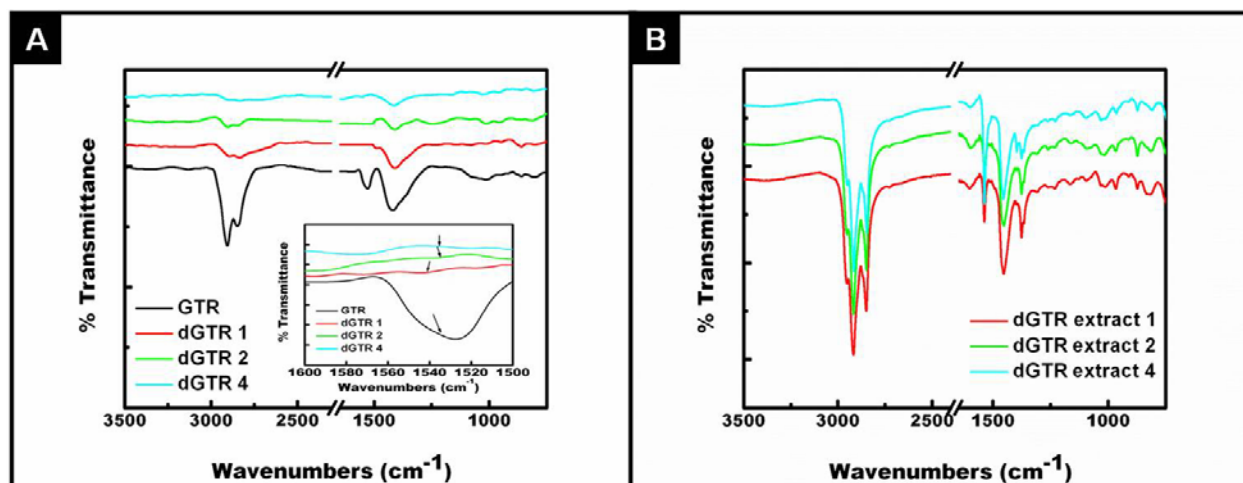 A
% Transmittance
GTR
dGTR 1
dGTR 2
dGTR 4
3500 3000 2500 1500 1000
Wavenumbers (cm-1)
% Transmittance
GTR
dGTR 1
dGTR 2
dGTR 4
1600 1580 1560 1540 1520 1500
Wavenumbers (cm-1)
B
% Transmittance
dGTR extract 1
dGTR extract 2
dGTR extract 4
3500 3000 2500 1500 1000
Wavenumbers (cm-1)